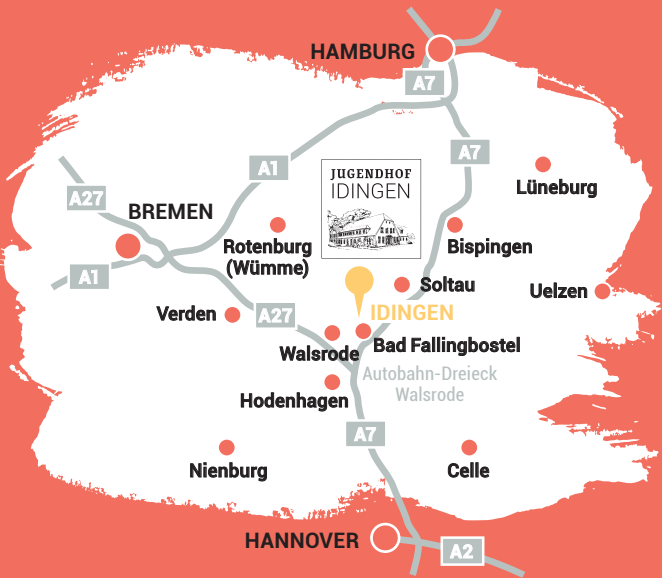 HAMBURG
A7
A7
A1
JUGENDHOF
IDINGEN
Lüneburg
A27
BREMEN
Rotenburg
(Wümme)
Bispingen
A1
Soltau
Uelzen
Verden
A27
IDINGEN
Walsrode
Bad Fallingbostel
Autobahn-Dreieck
Walsrode
Hodenhagen
A7
Nienburg
Celle
HANNOVER
A2